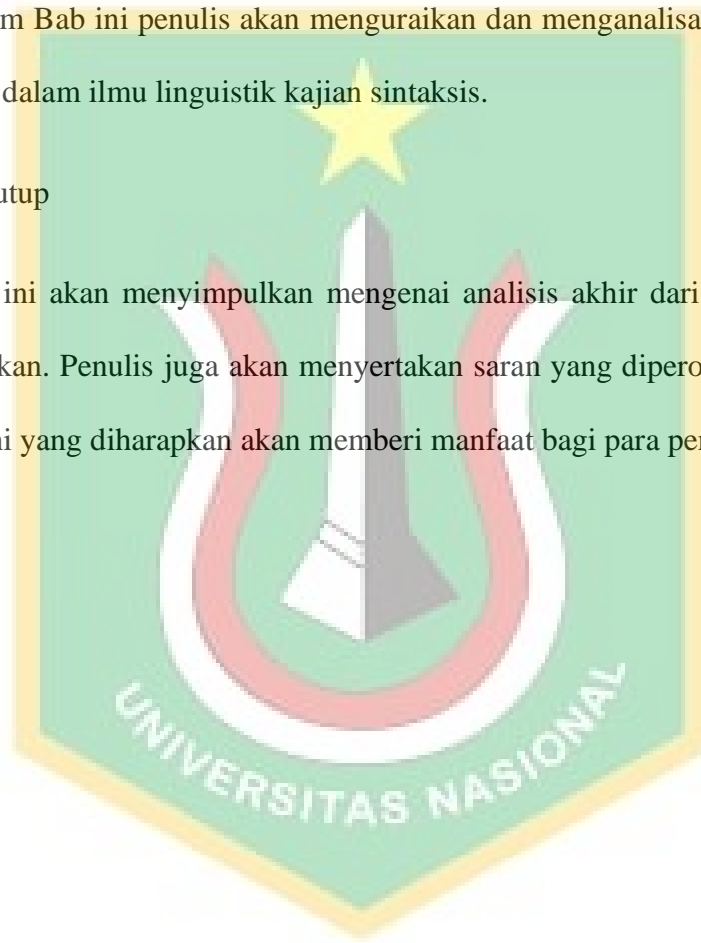 m Bab ini penulis akan menguraikan dan menganalisa
dalam ilmu linguistik kajian sintaksis.
utup
ini akan menyimpulkan mengenai analisis akhir dari
kan. Penulis juga akan menyertakan saran yang dipero
ni yang diharapkan akan memberi manfaat bagi para pe
UNIVERSITAS NASIONAL